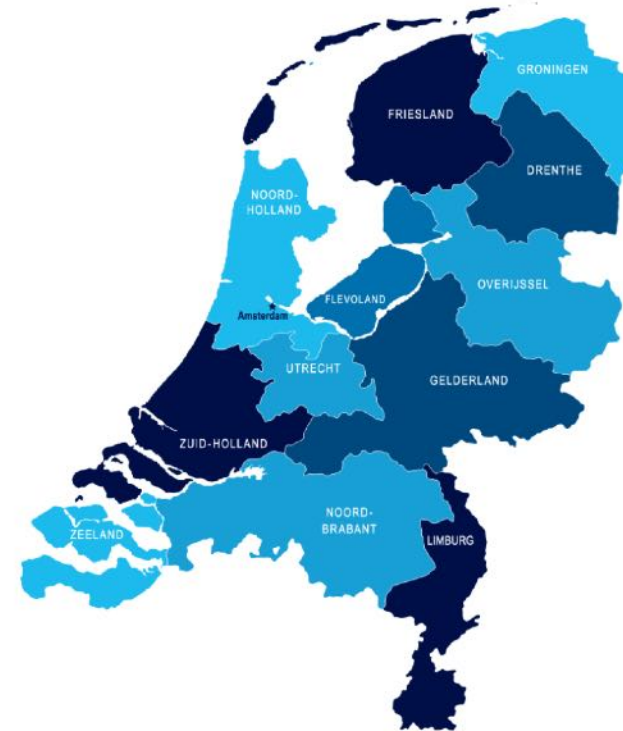 GRONINGEN
FRIESLAND
DRENTHE
NOORD-
HOLLAND
OVERIJSSEL
FLEVOLAND
Amsterdam
UTRECHT
GELDERLAND
ZUID-HOLLAND
NOORD-
BRABANT
ZEELAND
LIMBURG